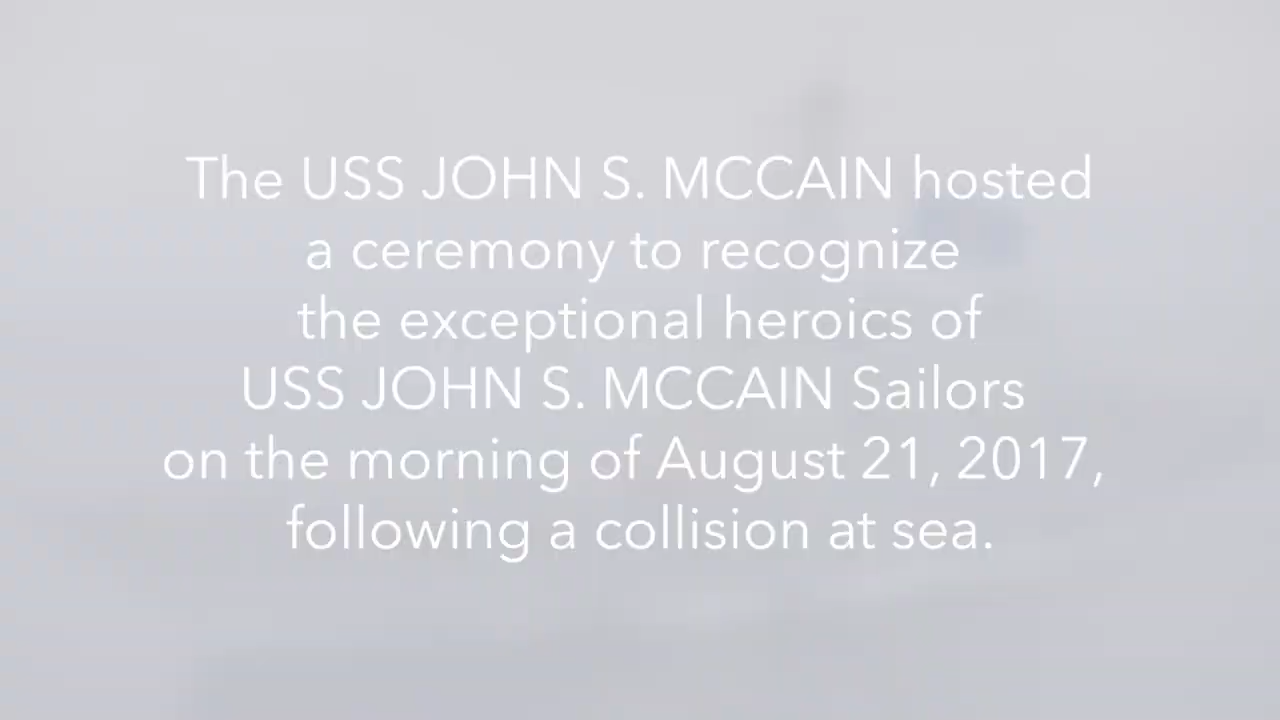 The USS JOHN S. MCCAIN hosted
a ceremony to recognize
the exceptional heroics of
USS JOHN S. MCCAIN Sailors
on the morning of August 21, 2017,
following a collision at sea.